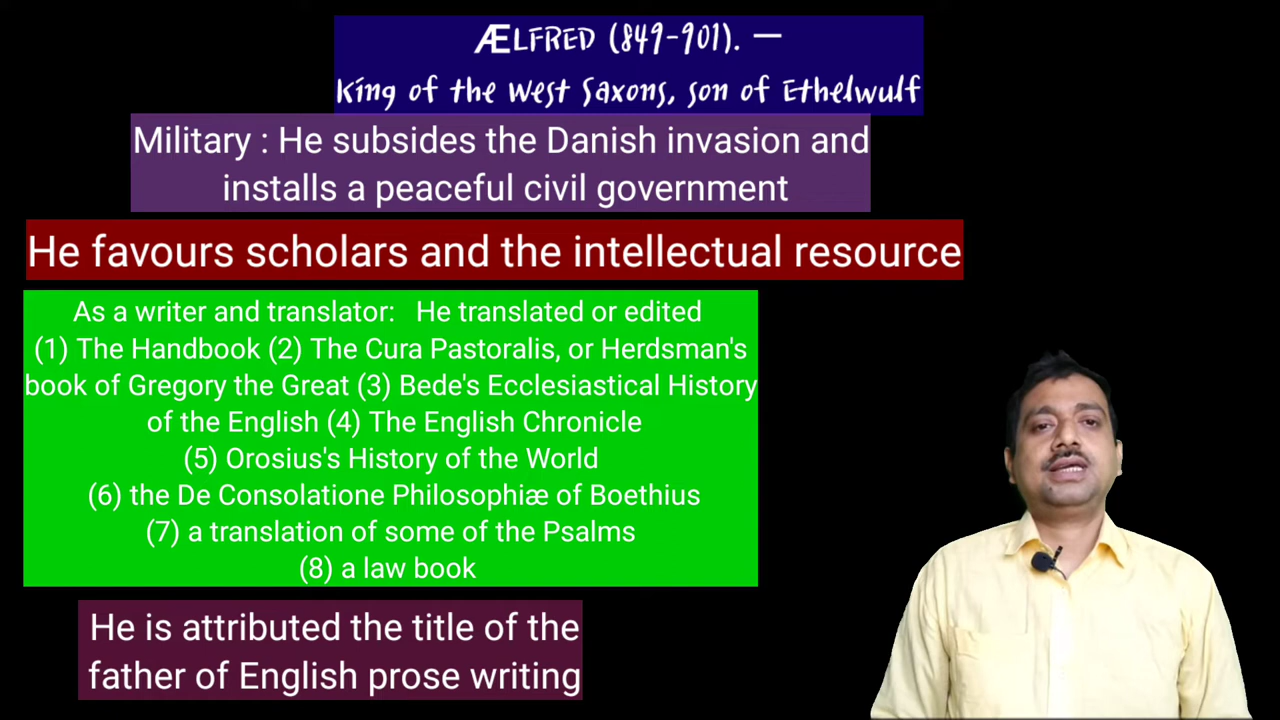 ÆLFRED (849-901). —
King of the West Saxons, son of Ethelwulf
Military : He subsides the Danish invasion and
installs a peaceful civil government
He favours scholars and the intellectual resource
As a writer and translator: He translated or edited
(1) The Handbook (2) The Cura Pastoralis, or Herdsman's
book of Gregory the Great (3) Bede's Ecclesiastical History
of the English (4) The English Chronicle
(5) Orosius's History of the World
(6) the De Consolatione Philosophiæ of Boethius
(7) a translation of some of the Psalms
(8) a law book
He is attributed the title of the
father of English prose writing